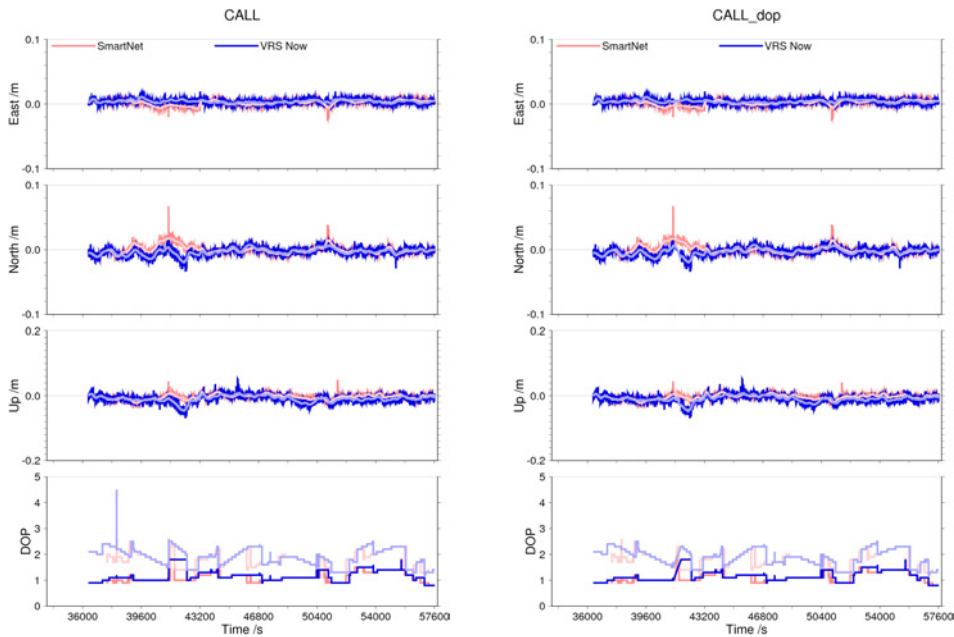 CALL
CALL_dop
SmartNet VRS Now
SmartNet VRS Now
0.1
0.0
-0.1
East /m
0.1
0.0
-0.1
East /m
0.1
0.0
-0.1
North /m
0.1
0.0
-0.1
North /m
0.2
0.0
-0.2
Up /m
0.2
0.0
-0.2
Up /m
5
4
3
2
1
0
DOP
5
4
3
2
1
0
DOP
36000 39600 43200 46800 50400 54000 57600
36000 39600 43200 46800 50400 54000 57600
Time /s
Time /s